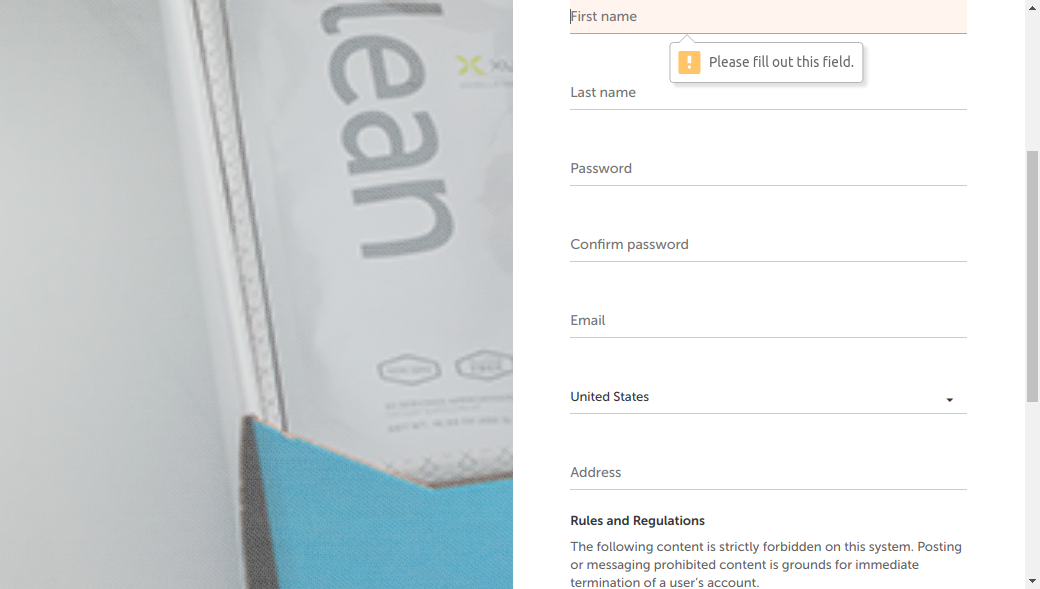 lean
First name
Please fill out this field.
Last name
Password
Confirm password
Email
United States
Address
Rules and Regulations
The following content is strictly forbidden on this system. Posting
or messaging prohibited content is grounds for immediate
termination of a user's account.